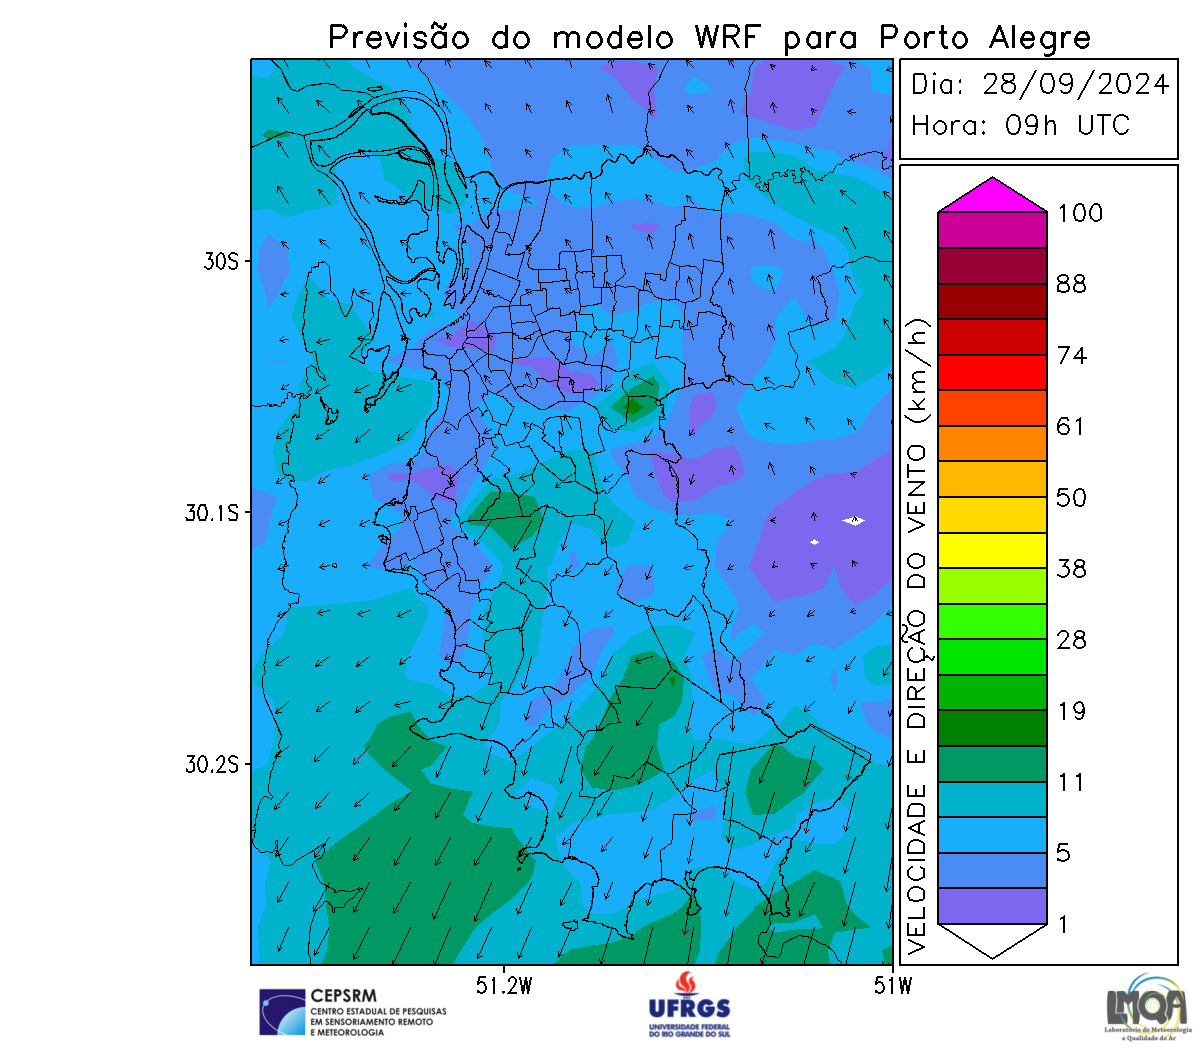 Previsão do modelo WRF para Porto Alegre
Dia: 28/09/2024
Hora: 09h UTC
30S
30.1S
30.2S
51.2W
51W
VELOCIDADE E DIREÇÃO DO VENTO (km/h)
100
88
74
61
50
38
28
19
11
5
1
CEPSRM
CENTRO ESTADUAL DE PESQUISAS
EM SENSORIAMENTO REMOTO
E METEOROLOGIA
UFRGS
UNIVERSIDADE FEDERAL
DO RIO GRANDE DO SUL
LMQA
Laboratório de Meteorologia
e Qualidade do Ar